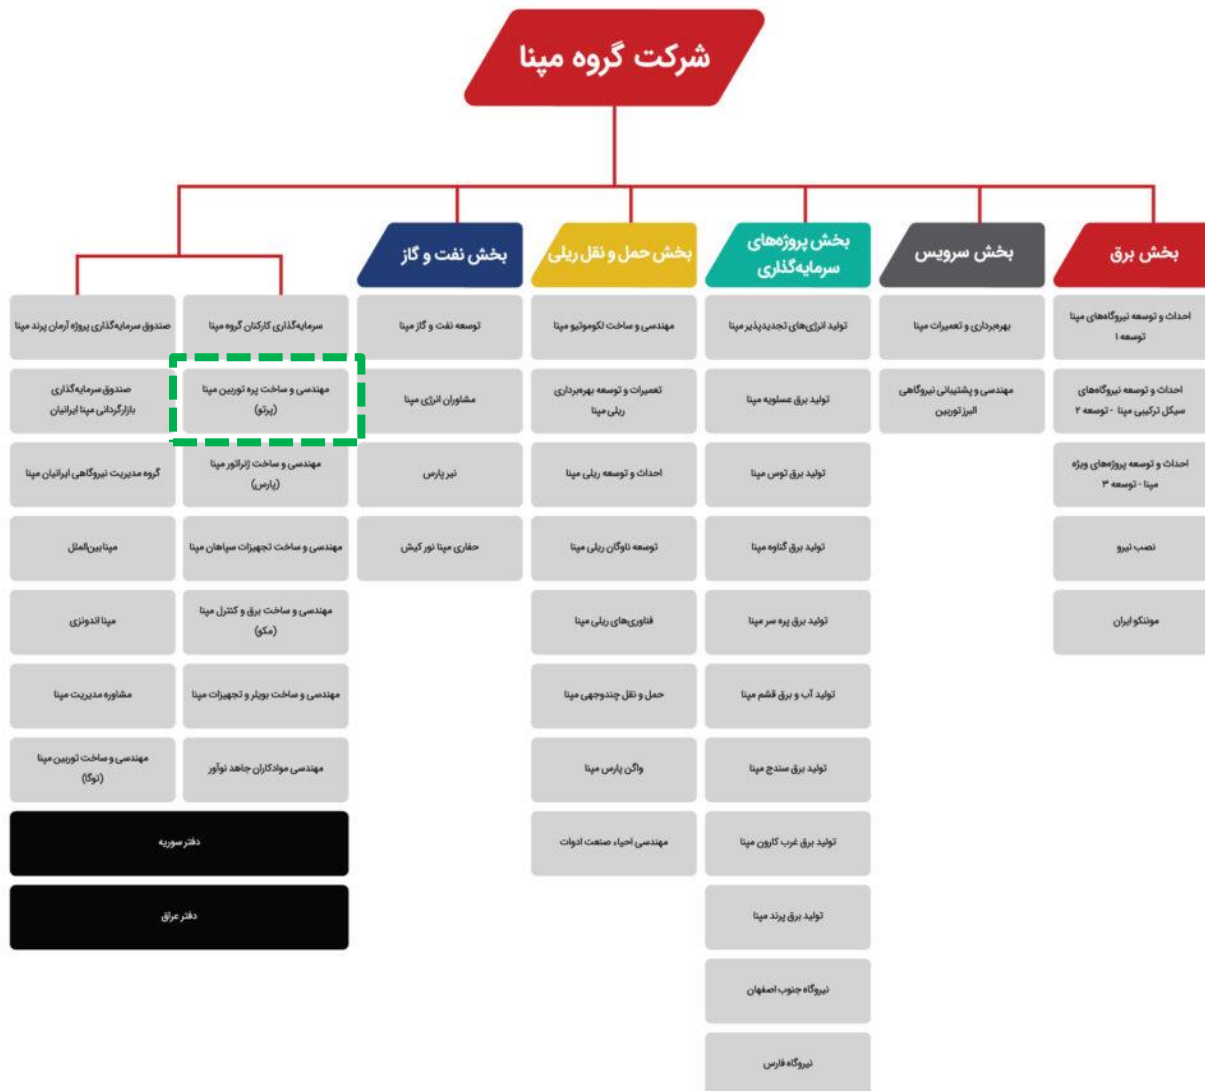 شرکت گروه مپنا
بخش برق
احداث و توسعه نیروگاه‌های مپنا
توسعه ۱
احداث و توسعه نیروگاه‌های
سیکل ترکیبی مپنا - توسعه ۲
احداث و توسعه پروژه‌های ویژه
مپنا - توسعه ۳
نصب نیرو
موننکو ایران
بخش سرویس
بهره‌برداری و تعمیرات مپنا
مهندسی و پشتیبانی نیروگاهی
البرز توربین
بخش پروژه‌های
سرمایه‌گذاری
تولید انرژی‌های تجدیدپذیر مپنا
تولید برق عسلویه مپنا
تولید برق توس مپنا
تولید برق گناوه مپنا
تولید برق پره سر مپنا
تولید آب و برق قشم مپنا
تولید برق سنندج مپنا
تولید برق غرب کارون مپنا
تولید برق پرند مپنا
نیروگاه جنوب اصفهان
نیروگاه فارس
بخش حمل و نقل ریلی
مهندسی و ساخت لکوموتیو مپنا
تعمیرات و توسعه بهره‌برداری
ریلی مپنا
احداث و توسعه ریلی مپنا
توسعه ناوگان ریلی مپنا
فناوری‌های ریلی مپنا
حمل و نقل چندوجهی مپنا
واگن پارس مپنا
مهندسی احیاء صنعت ادوات
بخش نفت و گاز
توسعه نفت و گاز مپنا
مشاوران انرژی مپنا
نیر پارس
حفاری مپنا نور کیش
سرمایه‌گذاری کارکنان گروه مپنا
مهندسی و ساخت پره توربین مپنا
(پرتو)
مهندسی و ساخت ژنراتور مپنا
(پارس)
مهندسی و ساخت تجهیزات سپاهان مپنا
مهندسی و ساخت برق و کنترل مپنا
(مکو)
مهندسی و ساخت بویلر و تجهیزات مپنا
مهندسی موادکاران جاهد نوآور
صندوق سرمایه‌گذاری پروژه آرمان پرند مپنا
صندوق سرمایه‌گذاری
بازارگردانی مپنا ایرانیان
گروه مدیریت نیروگاهی ایرانیان مپنا
مپنا بین‌الملل
مپنا اندونزی
مشاوره مدیریت مپنا
مهندسی و ساخت توربین مپنا
(توگا)
دفتر سوریه
دفتر عراق